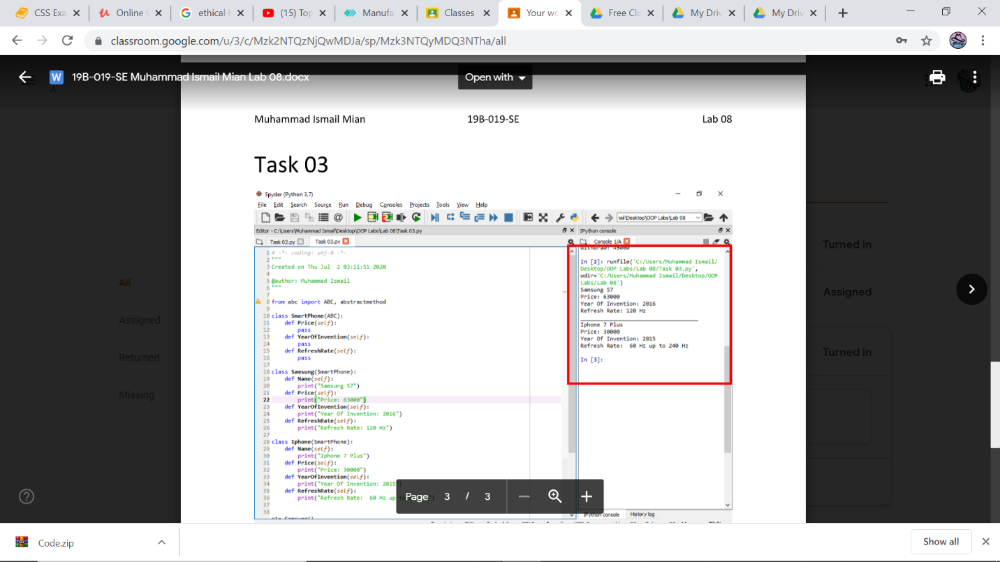 CSS Exa
Online
ethical
(15) Top
Manufa
Classes
Your wo
Free Clo
My Driv
My Driv
classroom.google.com/u/3/c/Mzk2NTQzNjQwMDJa/sp/Mzk3NTQyMDQ3NTha/all
19B-019-SE Muhammad Ismail Mian Lab 08.docx
Open with
A
Muhammad Ismail Mian 19B-019-SE Lab 08
Task 03
Spyder (Python 3.7)
File Edit Search Source Run Debug Consoles Projects Tools View Help
ail\Desktop\OOP Labs\Lab 08
Editor - C:\Users\Muhammad Ismail\Desktop\OOP Labs\Lab 08\Task 03.py
Task 02.py Task 03.py
1 # -*- coding: utf-8 -*-
2 """
3 Created on Thu Jul  2 03:11:51 2020
4
5 @author: Muhammad Ismail
6 """
7
8 from abc import ABC, abstractmethod
9
10 class SmartPhone(ABC):
11     def Price(self):
12         pass
13     def YearOfInvention(self):
14         pass
15     def RefreshRate(self):
16         pass
17
18 class Samsung(SmartPhone):
19     def Name(self):
20         print("Samsung S7")
21     def Price(self):
22         print("Price: 63000")
23     def YearOfInvention(self):
24         print("Year Of Invention: 2016")
25     def RefreshRate(self):
26         print("Refresh Rate: 120 Hz")
27
28 class Iphone(SmartPhone):
29     def Name(self):
30         print("Iphone 7 Plus")
31     def Price(self):
32         print("Price: 30000")
33     def YearOfInvention(self):
34         print("Year Of Invention: 2015
35     def RefreshRate(self):
36         print("Refresh Rate:  60 Hz up
37
38
IPython console
Console 1/A
Withdraw: 45000
In [2]: runfile('C:/Users/Muhammad Ismail/
Desktop/OOP Labs/Lab 08/Task 03.py',
wdir='C:/Users/Muhammad Ismail/Desktop/OOP
Labs/Lab 08')
Samsung S7
Price: 63000
Year Of Invention: 2016
Refresh Rate: 120 Hz
Iphone 7 Plus
Price: 30000
Year Of Invention: 2015
Refresh Rate:  60 Hz up to 240 Hz
In [3]:
IPython console History log
Page 3 / 3
All
Assigned
Returned
Missing
Turned in
Assigned
Turned in
Code.zip
Show all